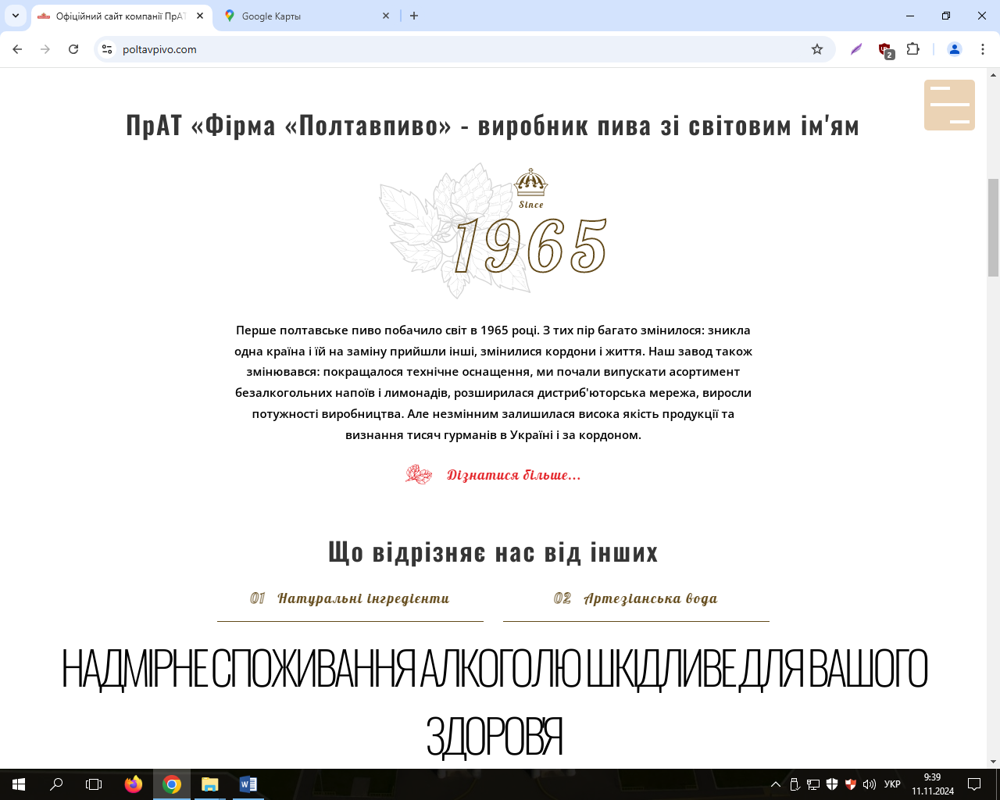 Офіційний сайт компанії ПрАТ
Google Карты
poltavpivo.com
2
ПрАТ «Фірма «Полтавпиво» - виробник пива зі світовим ім'ям
Since
1965
Перше полтавське пиво побачило світ в 1965 році. З тих пір багато змінилося: зникла
одна країна і їй на заміну прийшли інші, змінилися кордони і життя. Наш завод також
змінювався: покращалося технічне оснащення, ми почали випускати асортимент
безалкогольних напоїв і лимонадів, розширилася дистриб'юторська мережа, виросли
потужності виробництва. Але незмінним залишилася висока якість продукції та
визнання тисяч гурманів в Україні і за кордоном.
Дізнатися більше...
Що відрізняє нас від інших
01 Натуральні інгредієнти
02 Артезіанська вода
НАДМІРНЕ СПОЖИВАННЯ АЛКОГОЛЮ ШКІДЛИВЕ ДЛЯ ВАШОГО
ЗДОРОВ'Я
УКР
9:39
11.11.2024